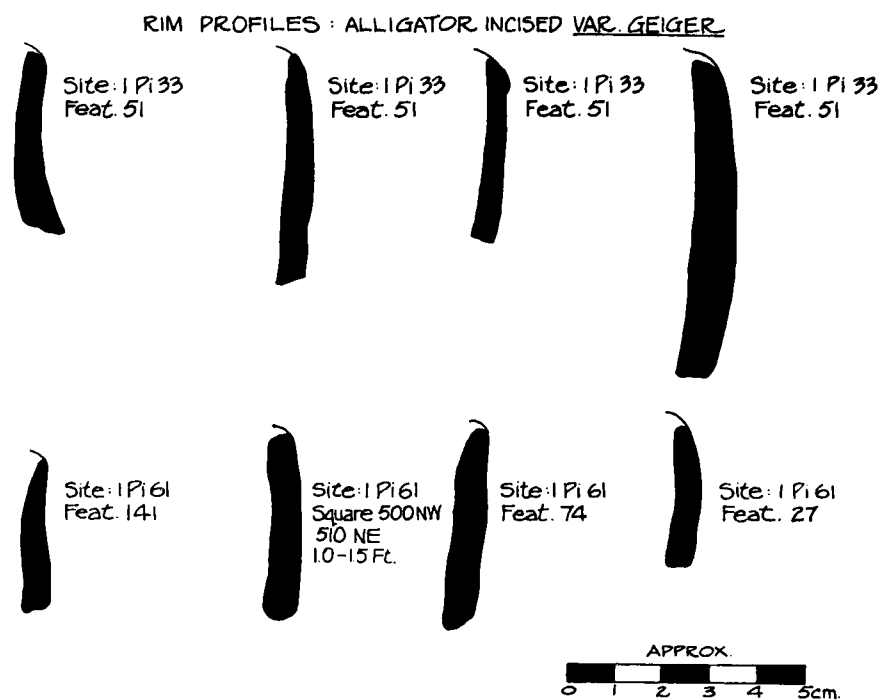 RIM PROFILES : ALLIGATOR INCISED VAR. GEIGER
Site: 1 Pi 33
Feat. 51
Site: 1 Pi 33
Feat. 51
Site: 1 Pi 33
Feat. 51
Site: 1 Pi 33
Feat. 51
Site: 1 Pi 61
Feat. 141
Site: 1 Pi 61
Square 500NW
510 NE
1.0-1.5 Ft.
Site: 1 Pi 61
Feat. 74
Site: 1 Pi 61
Feat. 27
APPROX.
0 1 2 3 4 5cm.